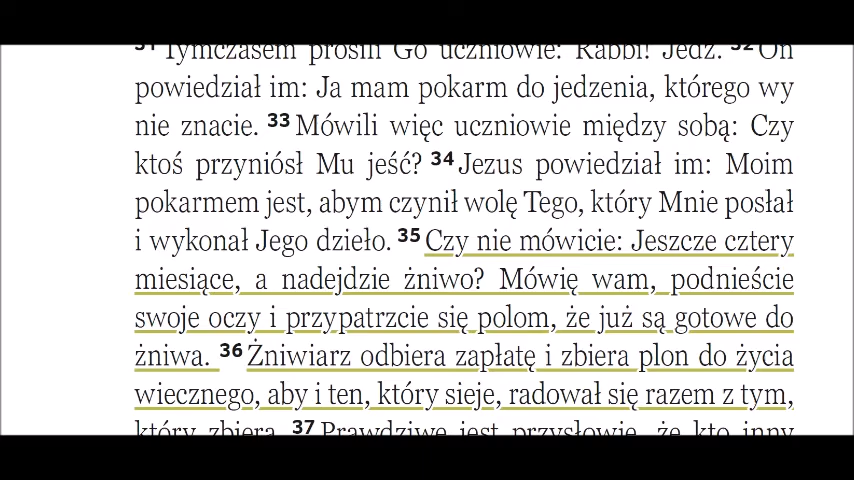 31 Tymczasem prosili Go uczniowie: Rabbi! Jedz. 32 On
powiedział im: Ja mam pokarm do jedzenia, którego wy
nie znacie. 33 Mówili więc uczniowie między sobą: Czy
ktoś przyniósł Mu jeść? 34 Jezus powiedział im: Moim
pokarmem jest, abym czynił wolę Tego, który Mnie posłał
i wykonał Jego dzieło. 35 Czy nie mówicie: Jeszcze cztery
miesiące, a nadejdzie żniwo? Mówię wam, podnieście
swoje oczy i przypatrzcie się polom, że już są gotowe do
żniwa. 36 Żniwiarz odbiera zapłatę i zbiera plon do życia
wiecznego, aby i ten, który sieje, radował się razem z tym,
który zbiera. 37 Prawdziwe jest przysłowie, że kto inny